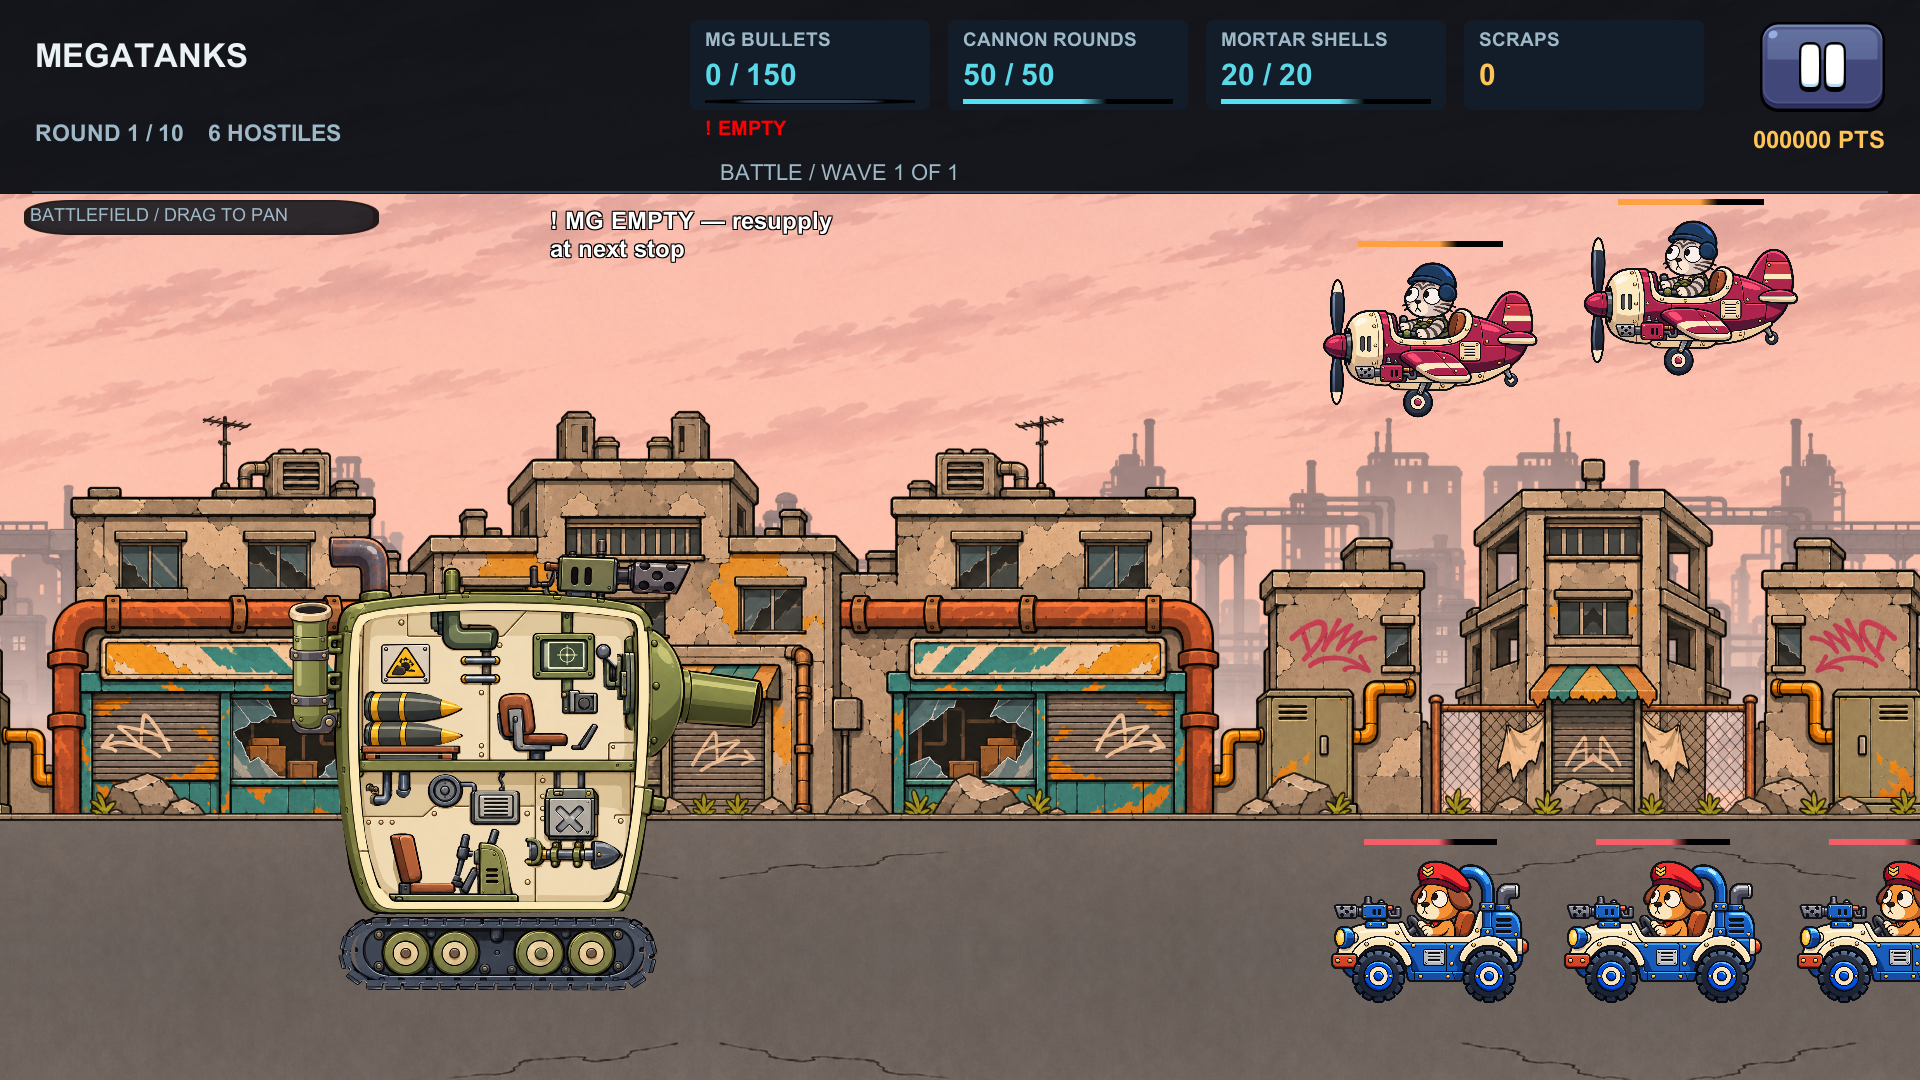 MEGATANKS
ROUND 1 / 10 6 HOSTILES
MG BULLETS
0 / 150
! EMPTY
CANNON ROUNDS
50 / 50
MORTAR SHELLS
20 / 20
SCRAPS
0
000000 PTS
BATTLE / WAVE 1 OF 1
BATTLEFIELD / DRAG TO PAN
! MG EMPTY — resupply
at next stop